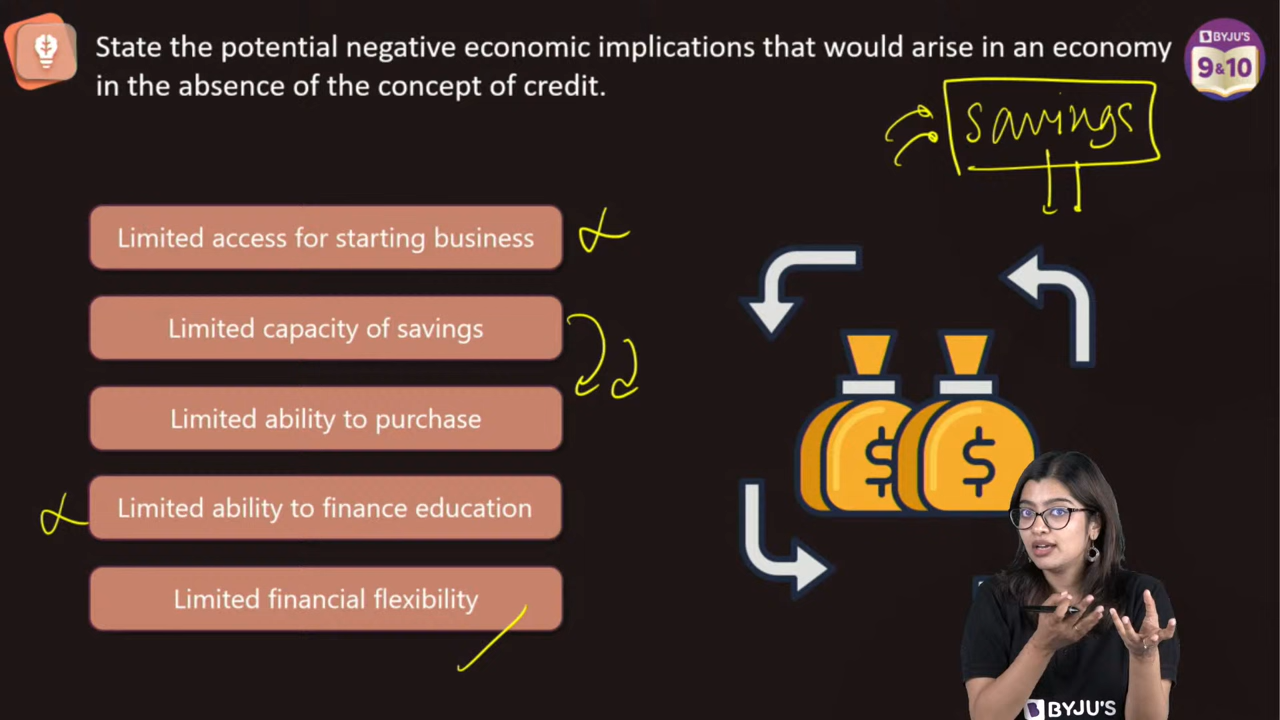 State the potential negative economic implications that would arise in an economy
in the absence of the concept of credit.
BYJU'S
9&10
savings
Limited access for starting business
Limited capacity of savings
Limited ability to purchase
Limited ability to finance education
Limited financial flexibility
$ $
BYJU'S